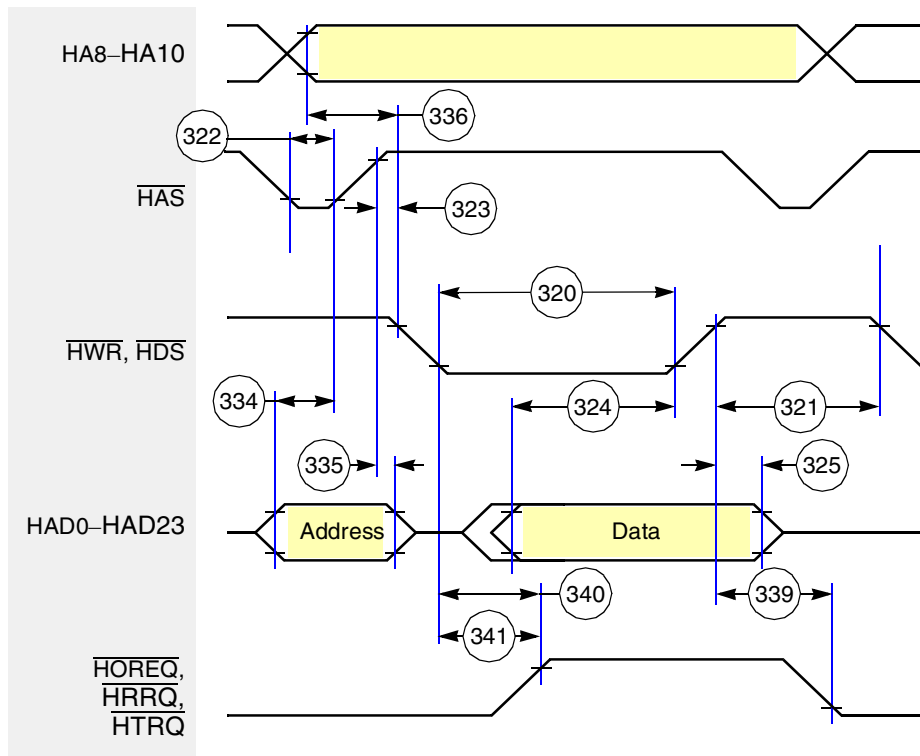 HA8–HA10
336
322
HAS
323
320
HWR, HDS
334
324
321
335
325
HAD0–HAD23
Address
Data
340
339
341
HOREQ,
HRRQ,
HTRQ